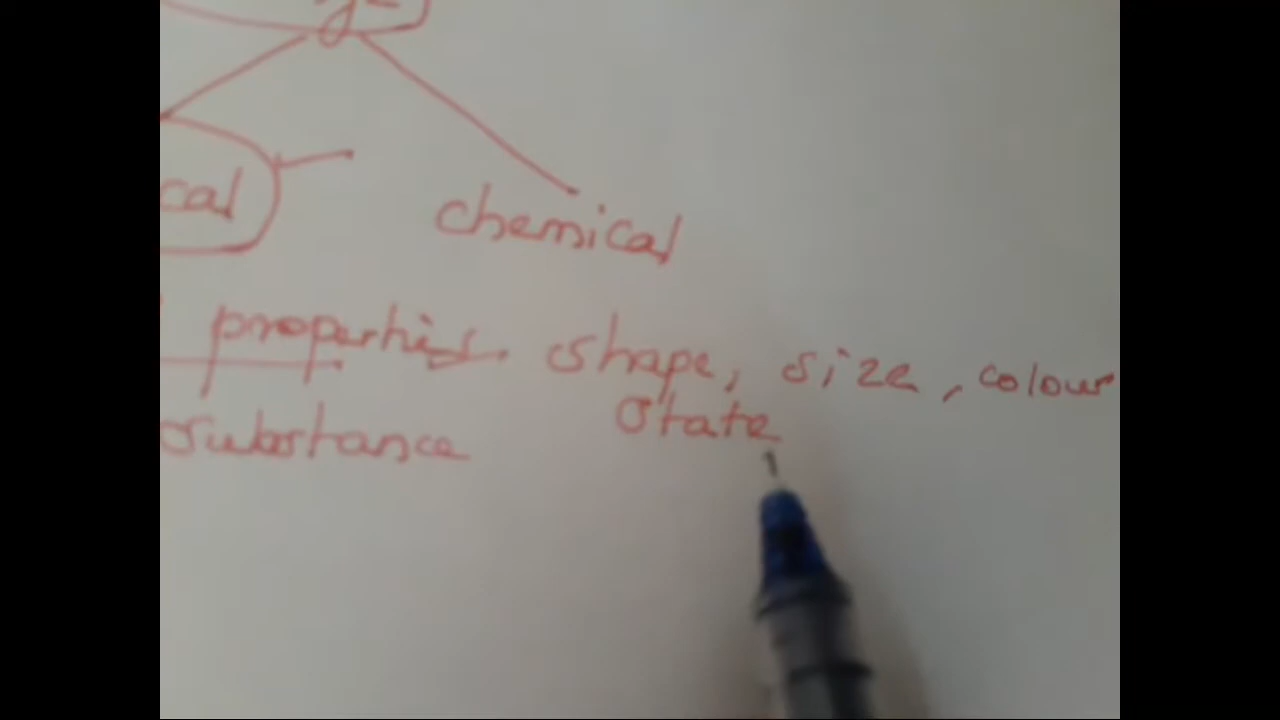 cal
chemical
properties. shape, size, colour
state
substance